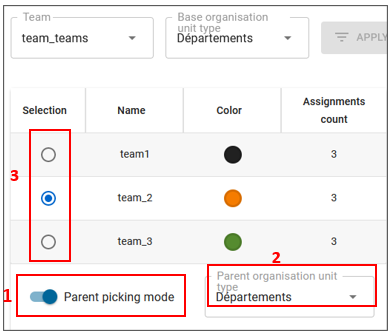 Team
team_teams
Base organisation
unit type
Départements
APPLY
Selection
Name
Color
Assignments
count
3
team1
3
team_2
3
team_3
3
2
1
Parent picking mode
Parent organisation unit
type
Départements